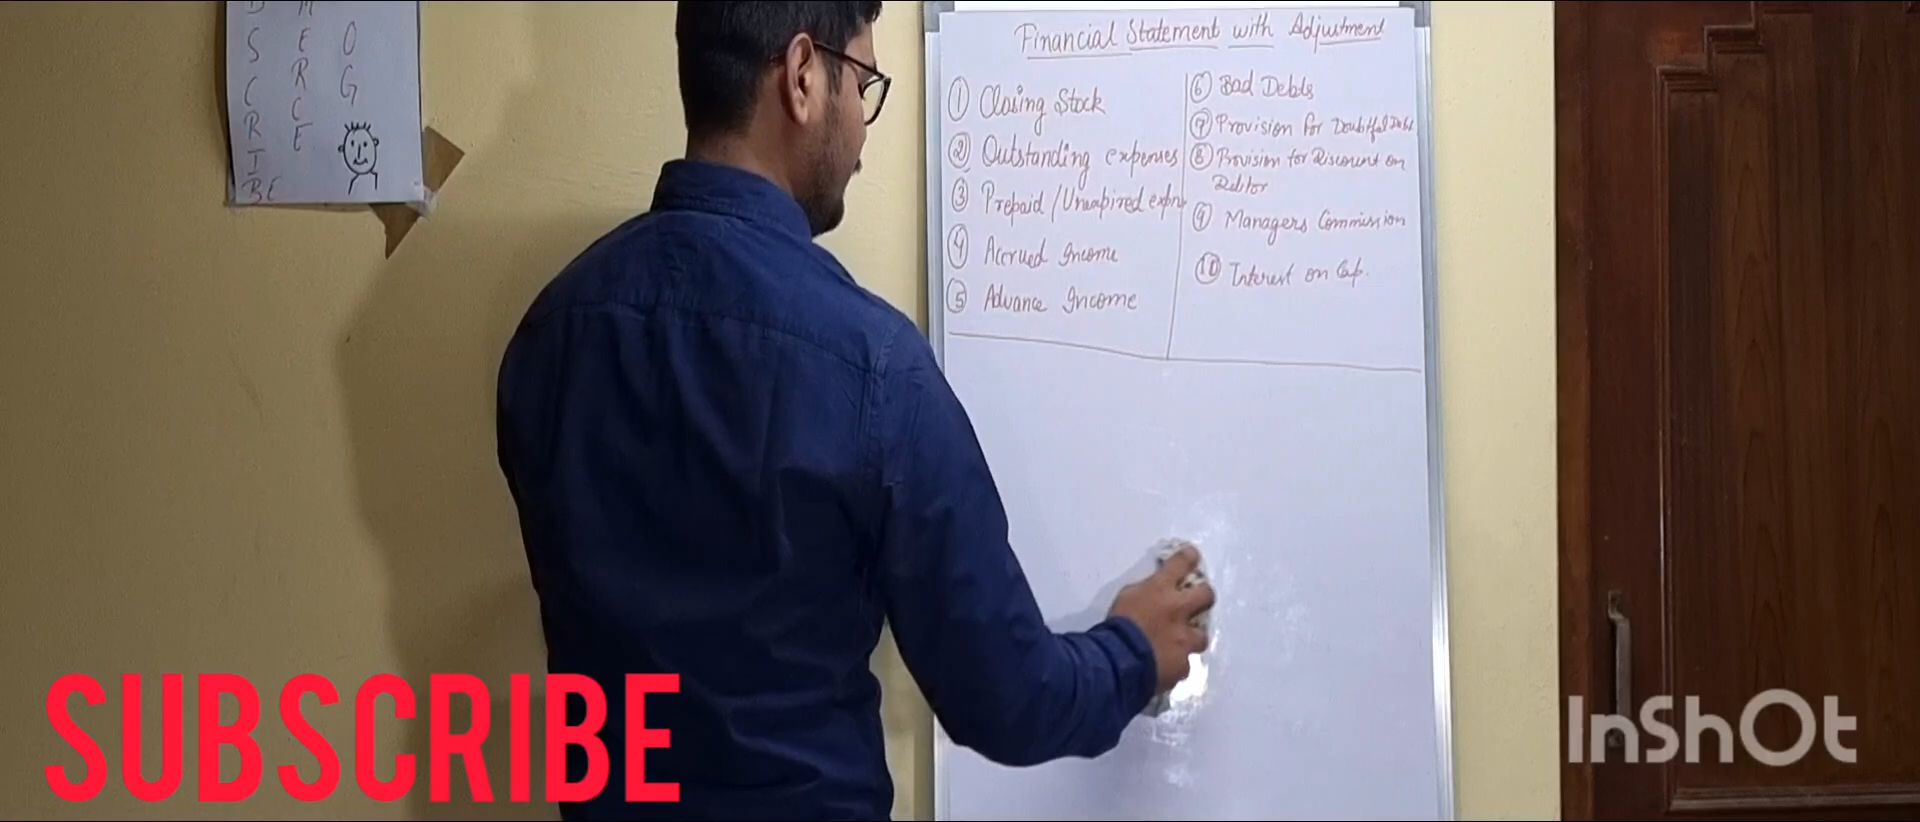 S
C
R
I
BE
M
E
R
C
E
O
G
Financial Statement with Adjustment
① Closing Stock
② Outstanding expenses
③ Prepaid / Unexpired
④ Accrued Income
⑤ Advance Income
⑥ Bad Debts
⑦ Provision for Doubtful Debt
⑧ Provision for Discount on
Debtor
⑨ Managers Commission
⑩ Interest on Cap.
SUBSCRIBE
InShOt